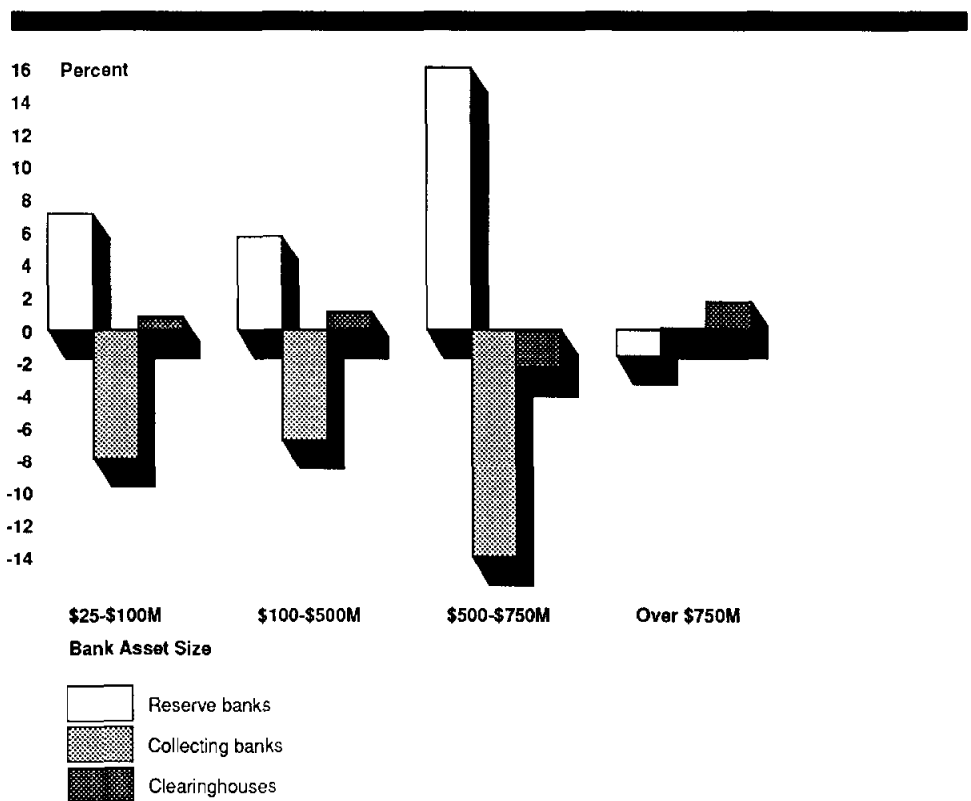 Percent
16
14
12
10
8
6
4
2
0
-2
-4
-6
-8
-10
-12
-14
$25-$100M $100-$500M $500-$750M Over $750M
Bank Asset Size
Reserve banks
Collecting banks
Clearinghouses